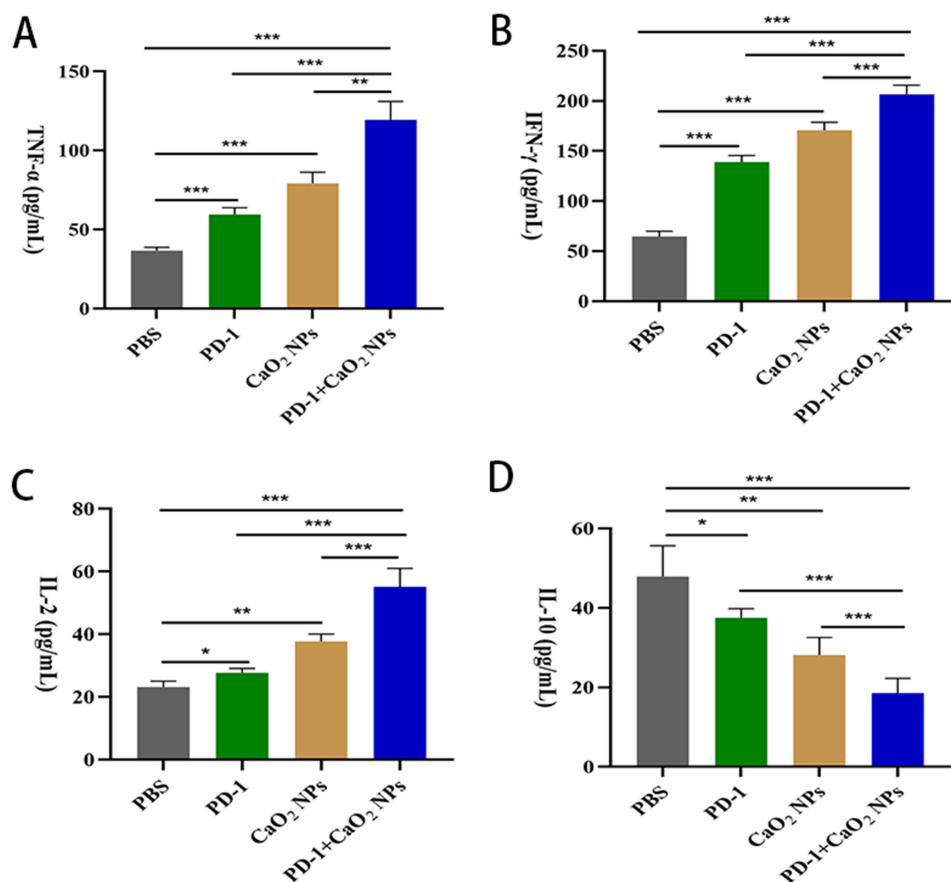 A
***
***
**
***
***
TNF-α (pg/mL)
150
100
50
0
PBS
PD-1
CaO₂ NPs
PD-1+CaO₂ NPs
B
***
***
***
***
***
IFN-γ (pg/mL)
250
200
150
100
50
0
PBS
PD-1
CaO₂ NPs
PD-1+CaO₂ NPs
C
***
***
***
**
*
IL-2 (pg/mL)
80
60
40
20
0
PBS
PD-1
CaO₂ NPs
PD-1+CaO₂ NPs
D
***
**
*
***
***
IL-10 (pg/mL)
60
40
20
0
PBS
PD-1
CaO₂ NPs
PD-1+CaO₂ NPs